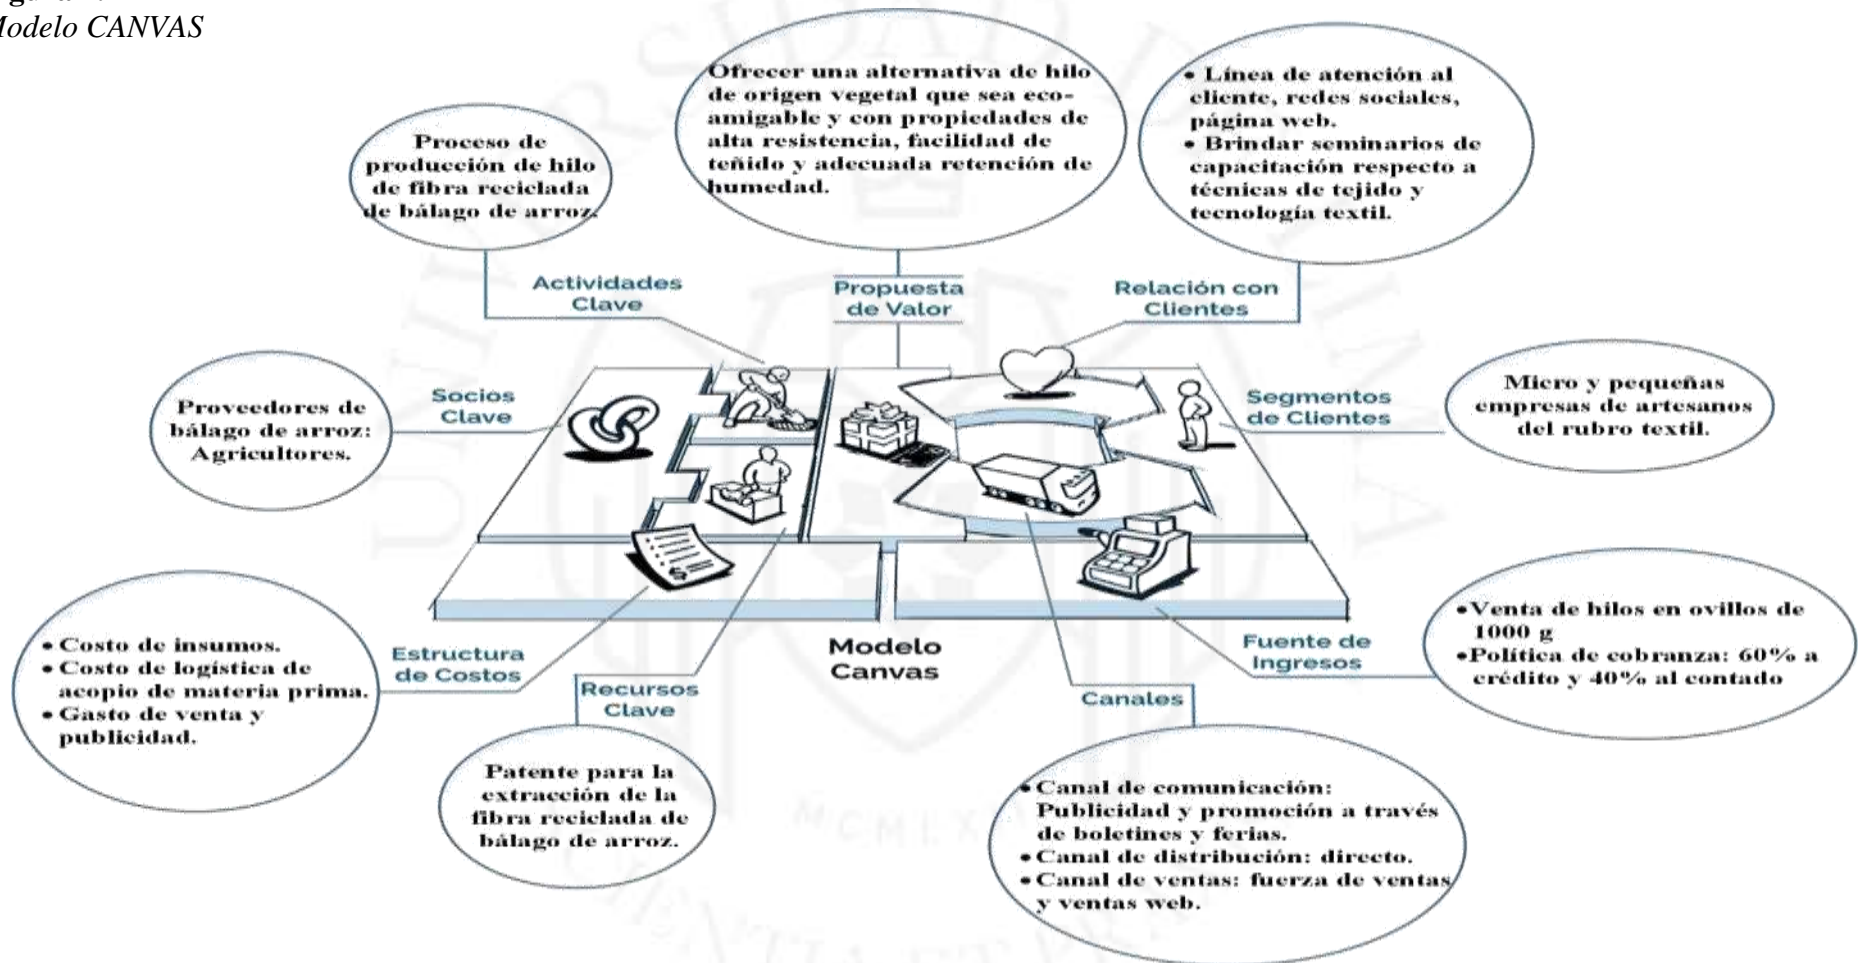 Modelo CANVAS
Ofrecer una alternativa de hilo
de origen vegetal que sea eco-
amigable y con propiedades de
alta resistencia, facilidad de
teñido y adecuada retención de
humedad.
• Línea de atención al
cliente, redes sociales,
página web.
• Brindar seminarios de
capacitación respecto a
técnicas de tejido y
tecnología textil.
Proceso de
producción de hilo
de fibra reciclada
de bálago de arroz.
Actividades
Clave
Propuesta
de Valor
Relación con
Clientes
Proveedores de
bálago de arroz:
Agricultores.
Socios
Clave
Segmentos
de Clientes
Micro y pequeñas
empresas de artesanos
del rubro textil.
• Costo de insumos.
• Costo de logística de
acopio de materia prima.
• Gasto de venta y
publicidad.
Estructura
de Costos
Recursos
Clave
Modelo
Canvas
Canales
Fuente de
Ingresos
•Venta de hilos en ovillos de
1000 g
•Política de cobranza: 60% a
crédito y 40% al contado
Patente para la
extracción de la
fibra reciclada de
bálago de arroz.
• Canal de comunicación:
Publicidad y promoción a través
de boletines y ferias.
• Canal de distribución: directo.
• Canal de ventas: fuerza de ventas
y ventas web.